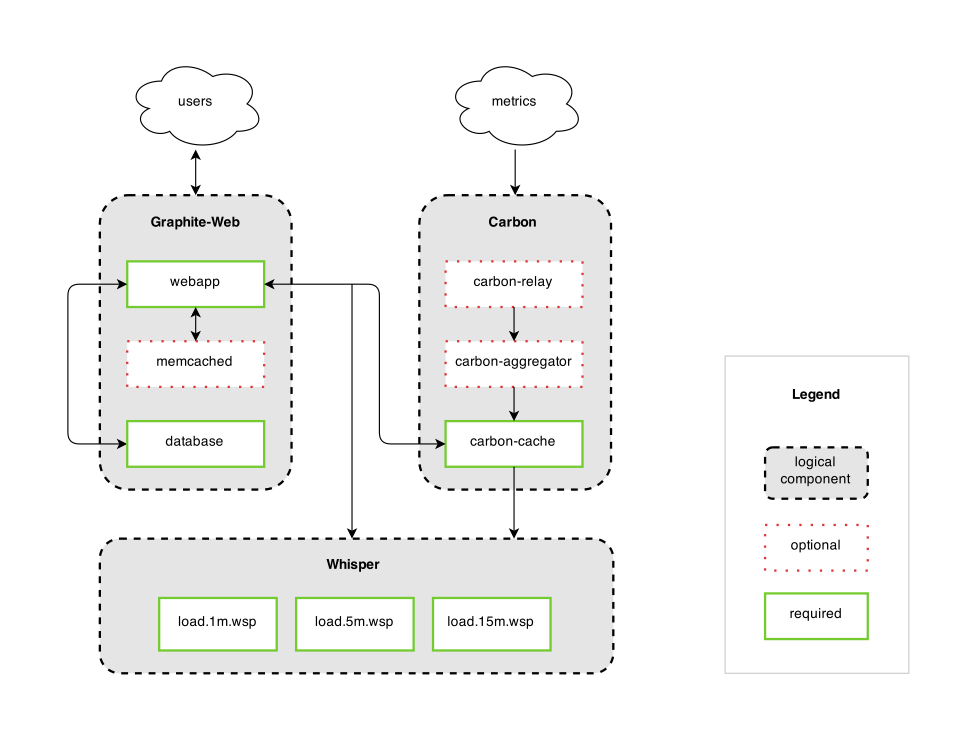 users
metrics
Graphite-Web
Carbon
webapp
carbon-relay
memcached
carbon-aggregator
database
carbon-cache
Whisper
load.1m.wsp
load.5m.wsp
load.15m.wsp
Legend
logical
component
optional
required